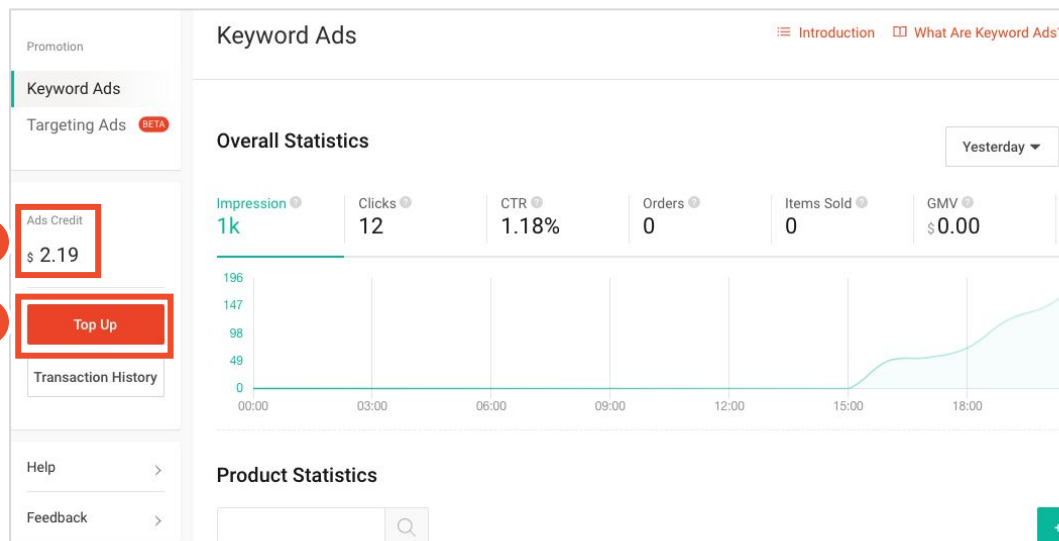 Promotion
Keyword Ads
Targeting Ads BETA
Ads Credit
$ 2.19
Top Up
Transaction History
Help
Feedback
Keyword Ads
Introduction What Are Keyword Ads?
Overall Statistics
Yesterday
Impression Clicks CTR Orders Items Sold GMV
1k 12 1.18% 0 0 $0.00
196
147
98
49
0
00:00 03:00 06:00 09:00 12:00 15:00 18:00
Product Statistics
+